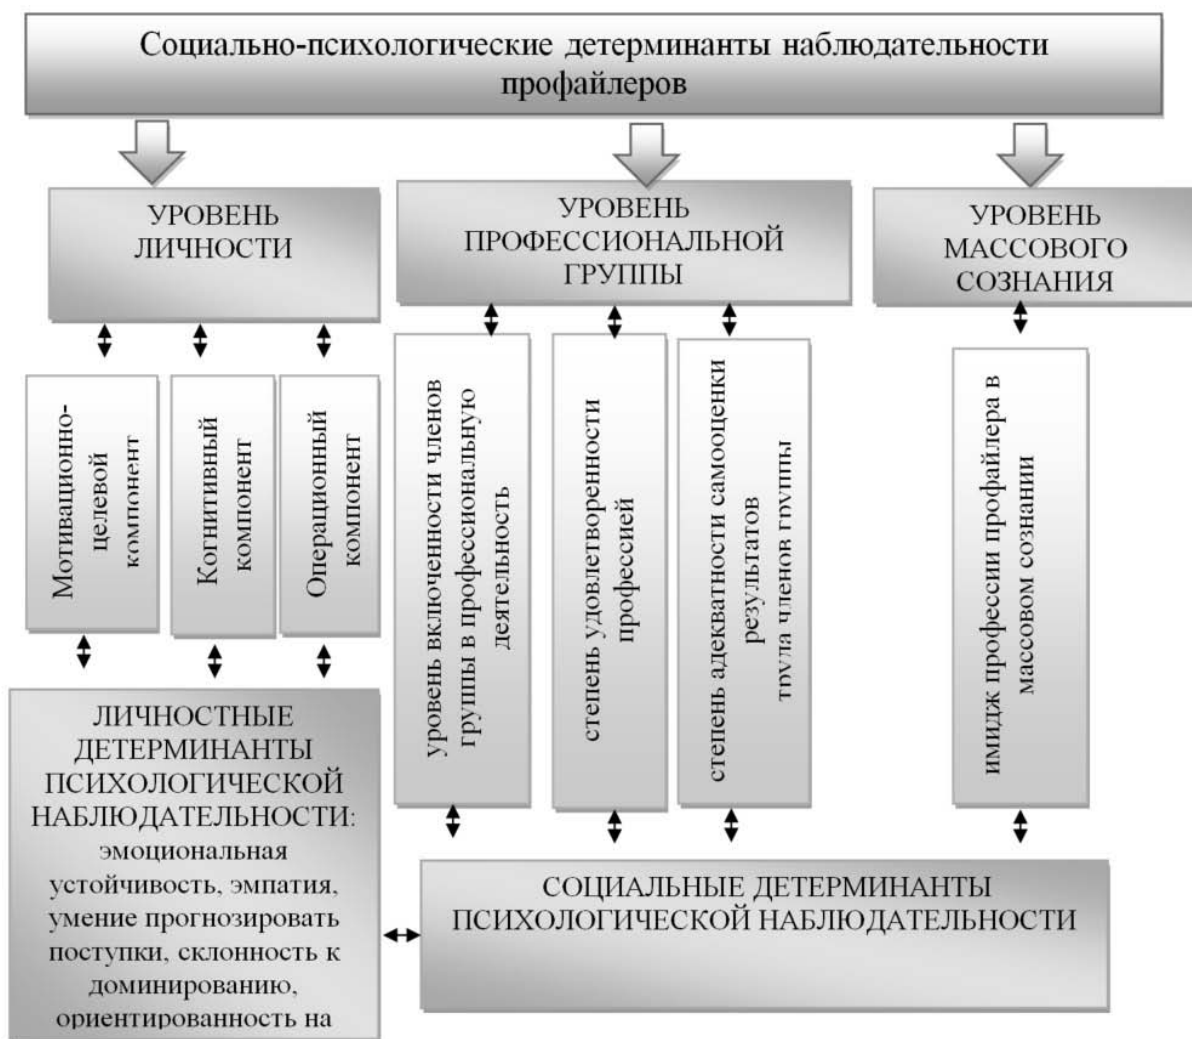 Социально-психологические детерминанты наблюдательности
профайлеров
УРОВЕНЬ
ЛИЧНОСТИ
УРОВЕНЬ
ПРОФЕССИОНАЛЬНОЙ
ГРУППЫ
УРОВЕНЬ
МАССОВОГО
СОЗНАНИЯ
Мотивационно-
целевой
компонент
Когнитивный
компонент
Операционный
компонент
уровень включенности членов
группы в профессиональную
деятельность
степень удовлетворенности
профессией
степень адекватности самооценки
результатов
труда членов группы
имидж профессии профайлера в
массовом сознании
ЛИЧНОСТНЫЕ
ДЕТЕРМИНАНТЫ
ПСИХОЛОГИЧЕСКОЙ
НАБЛЮДАТЕЛЬНОСТИ:
эмоциональная
устойчивость, эмпатия,
умение прогнозировать
поступки, склонность к
доминированию,
ориентированность на
СОЦИАЛЬНЫЕ ДЕТЕРМИНАНТЫ
ПСИХОЛОГИЧЕСКОЙ НАБЛЮДАТЕЛЬНОСТИ